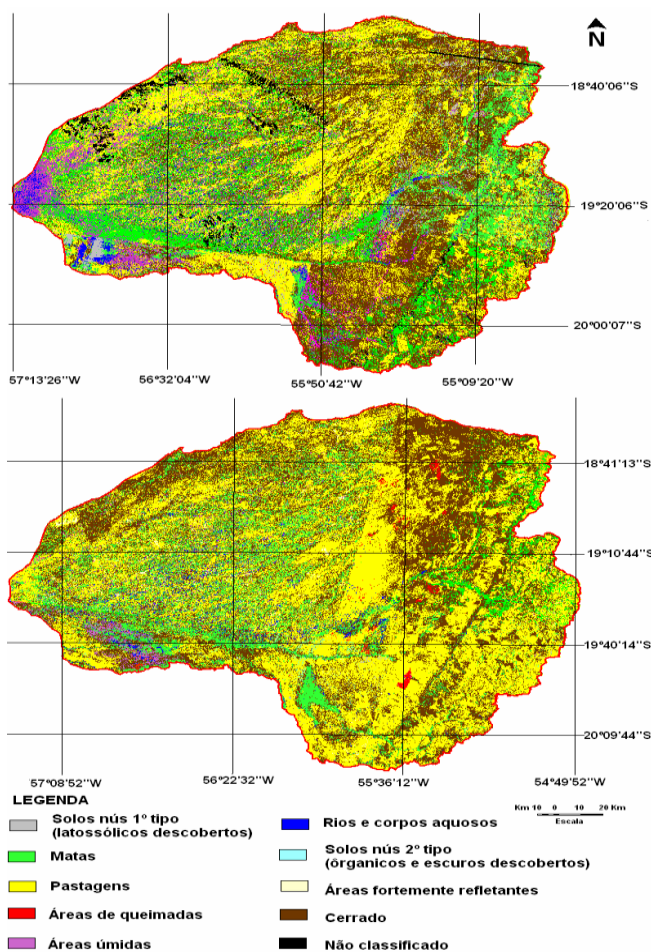 N
18°40'06''S
19°20'06''S
20°00'07''S
57°13'26''W 56°32'04''W 55°50'42''W 55°09'20''W
18°41'13''S
19°10'44''S
19°40'14''S
20°09'44''S
57°08'52''W 56°22'32''W 55°36'12''W 54°49'52''W
LEGENDA
Solos nús 1º tipo
(latossólicos descobertos)
Matas
Pastagens
Áreas de queimadas
Áreas úmidas
Km 10 0 10 20 Km
Escala
Rios e corpos aquosos
Solos nús 2º tipo
(õrganicos e escuros descobertos)
Áreas fortemente refletantes
Cerrado
Não classificado